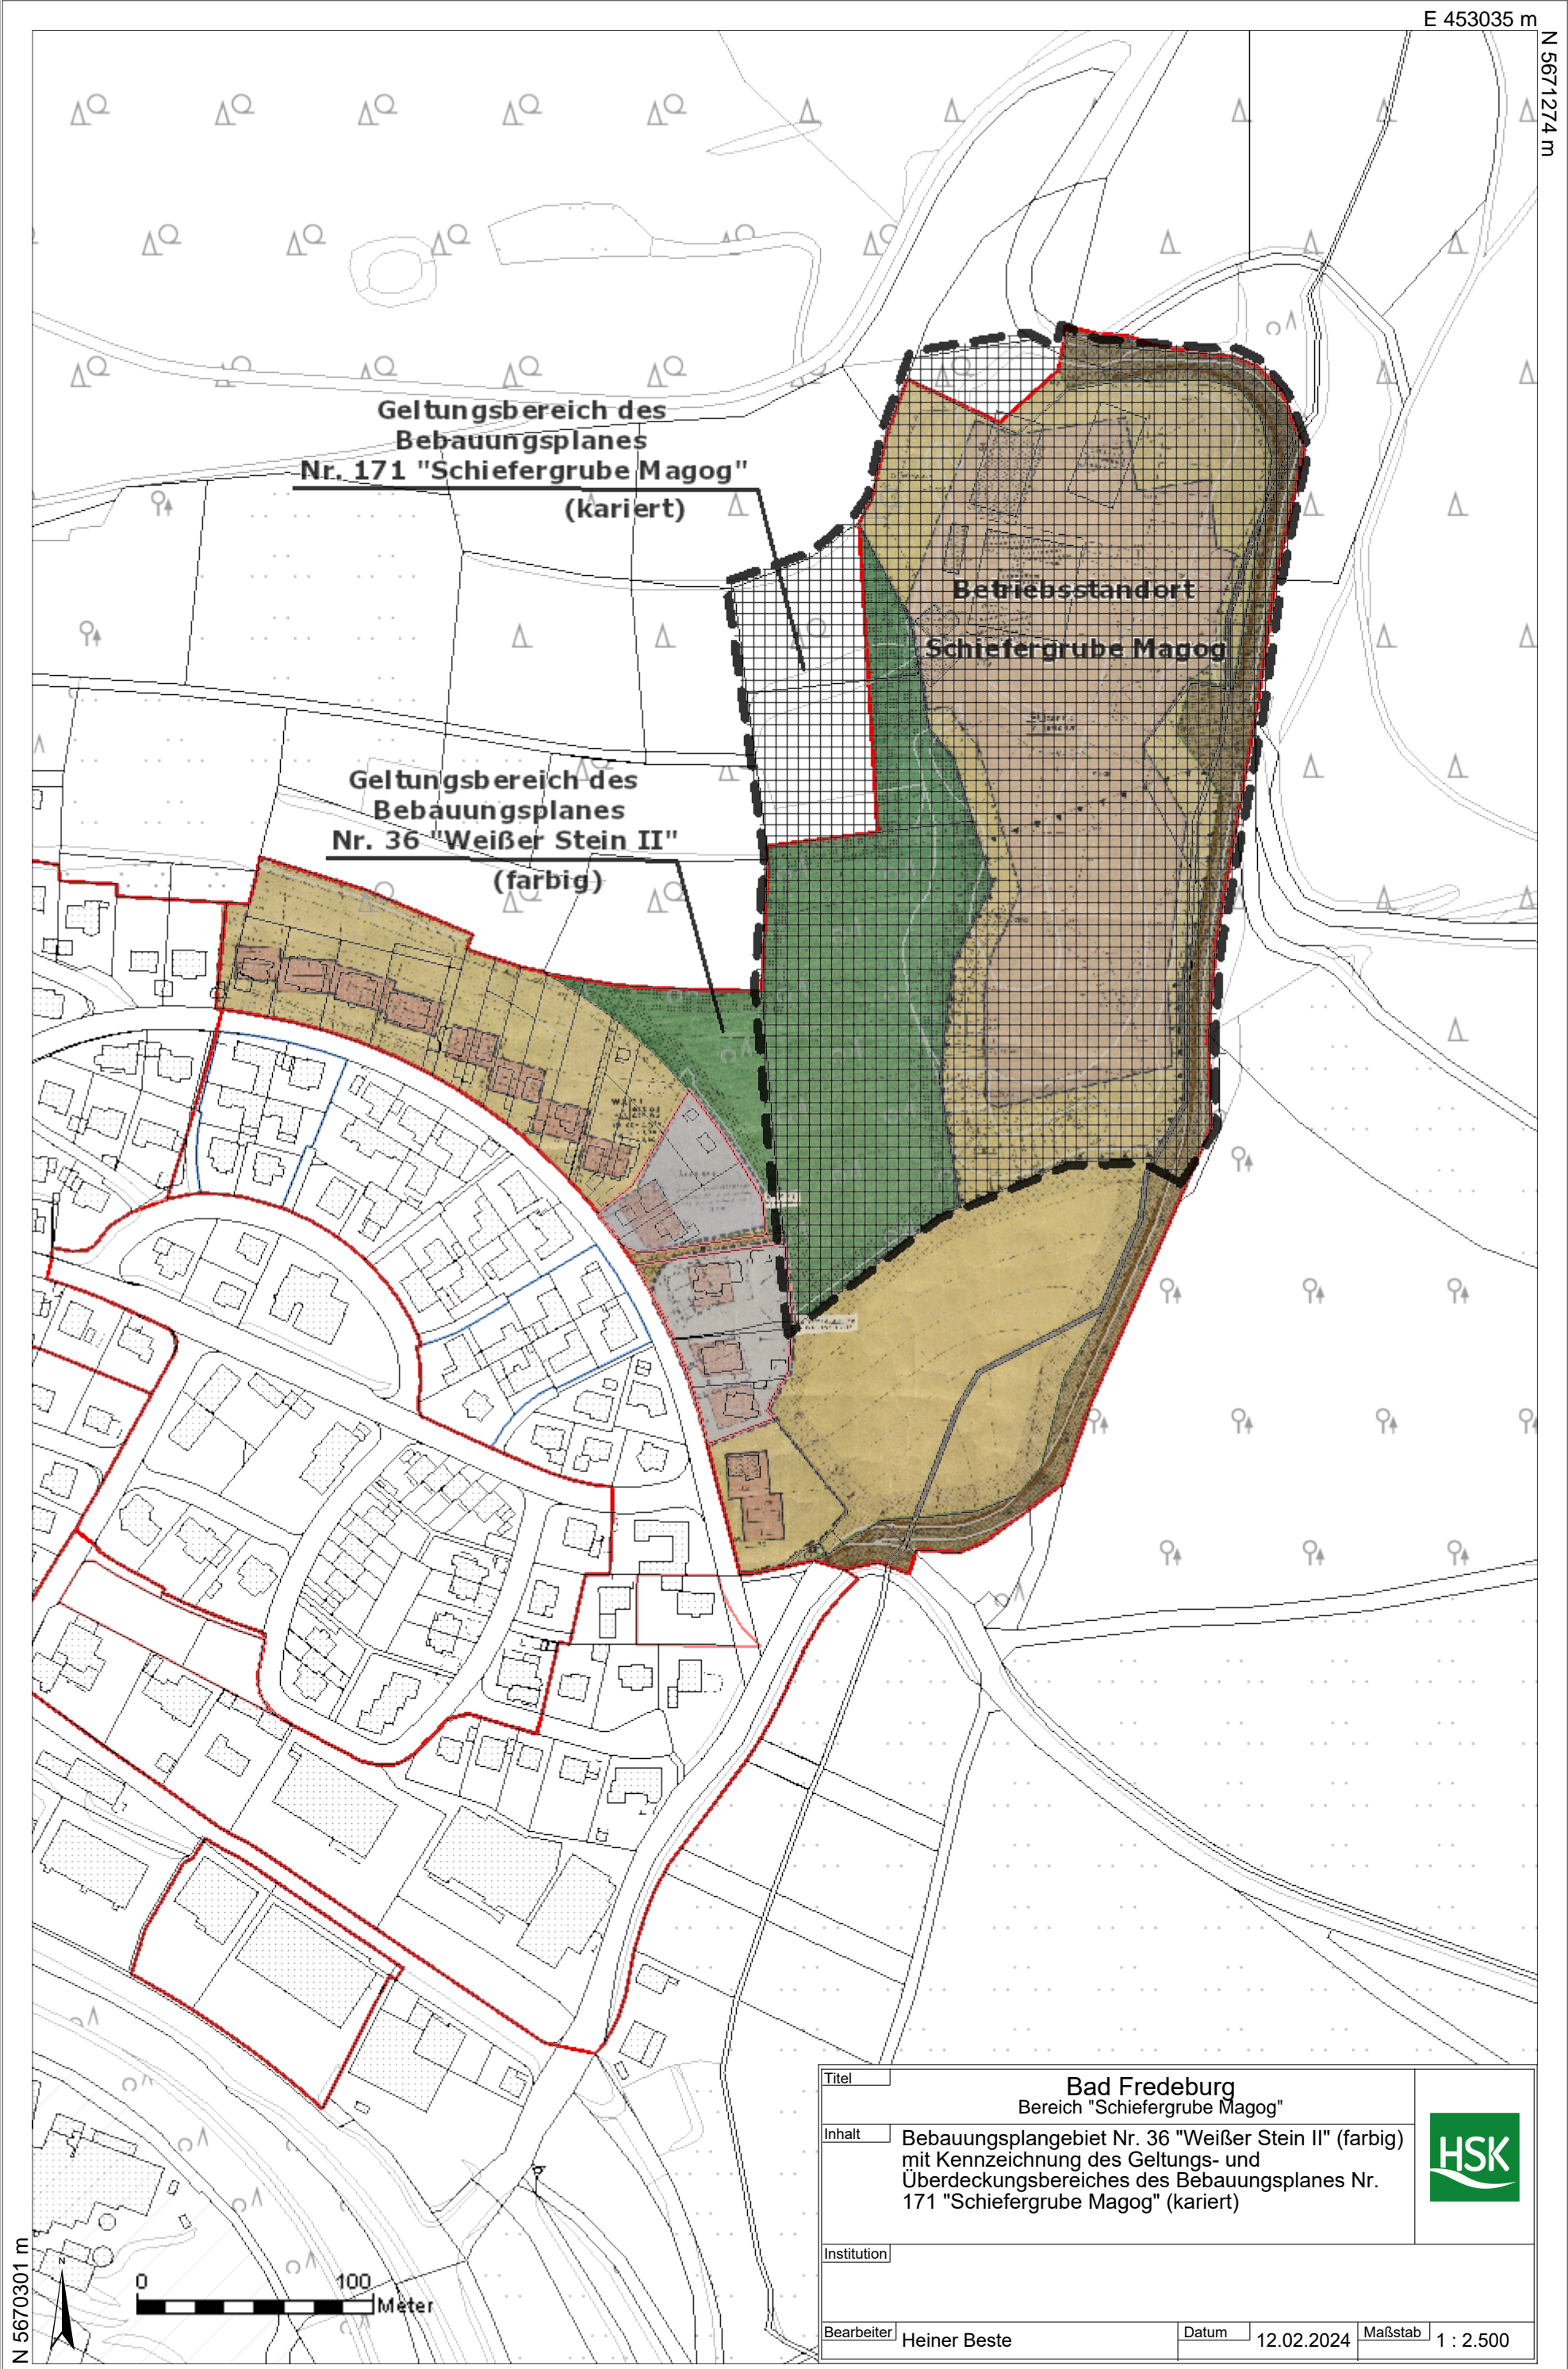 E 453035 m
N 5671274 m
Geltungsbereich des
Bebauungsplanes
Nr. 171 "Schiefergrube Magog"
(kariert)
Betriebsstandort
Schiefergrube Magog
Geltungsbereich des
Bebauungsplanes
Nr. 36 "Weißer Stein II"
(farbig)
N 5670301 m
N
0 100
Meter
Titel
Bad Fredeburg
Bereich "Schiefergrube Magog"
Inhalt
Bebauungsplangebiet Nr. 36 "Weißer Stein II" (farbig)
mit Kennzeichnung des Geltungs- und
Überdeckungsbereiches des Bebauungsplanes Nr.
171 "Schiefergrube Magog" (kariert)
HSK
Institution
Bearbeiter
Heiner Beste
Datum
12.02.2024
Maßstab
1 : 2.500